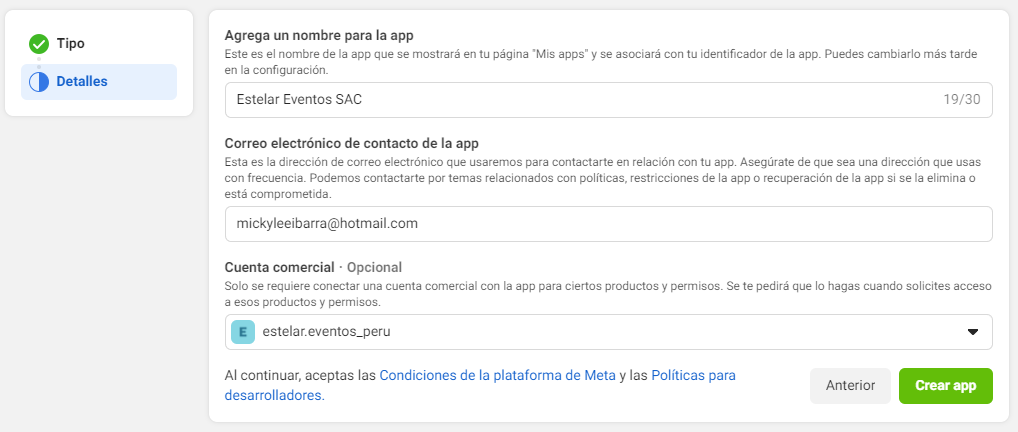 Tipo
Detalles
Agrega un nombre para la app
Este es el nombre de la app que se mostrará en tu página "Mis apps" y se asociará con tu identificador de la app. Puedes cambiarlo más tarde
en la configuración.
Estelar Eventos SAC 19/30
Correo electrónico de contacto de la app
Esta es la dirección de correo electrónico que usaremos para contactarte en relación con tu app. Asegúrate de que sea una dirección que usas
con frecuencia. Podemos contactarte por temas relacionados con políticas, restricciones de la app o recuperación de la app si se la elimina o
está comprometida.
mickyleeibarra@hotmail.com
Cuenta comercial · Opcional
Solo se requiere conectar una cuenta comercial con la app para ciertos productos y permisos. Se te pedirá que lo hagas cuando solicites acceso
a esos productos y permisos.
E estelar.eventos_peru
Al continuar, aceptas las Condiciones de la plataforma de Meta y las Políticas para
desarrolladores.
Anterior Crear app